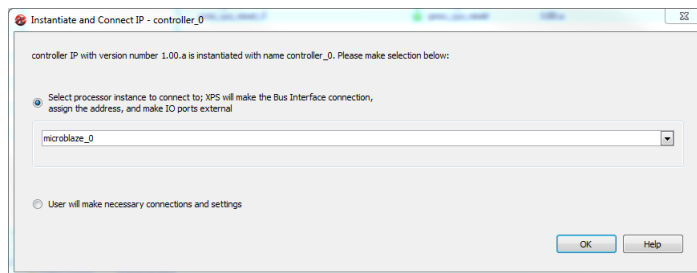 Instantiate and Connect IP - controller_0
controller IP with version number 1.00.a is instantiated with name controller_0. Please make selection below:
Select processor instance to connect to; XPS will make the Bus Interface connection,
assign the address, and make IO ports external
microblaze_0
User will make necessary connections and settings
OK
Help